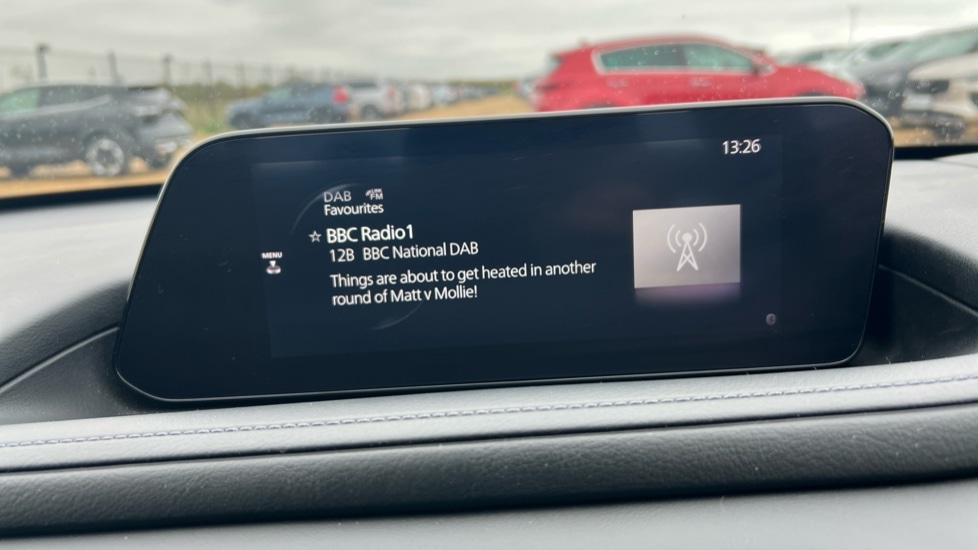 13:26
DAB LINK FM
Favourites
☆ BBC Radio1
12B BBC National DAB
MENU
Things are about to get heated in another
round of Matt v Mollie!